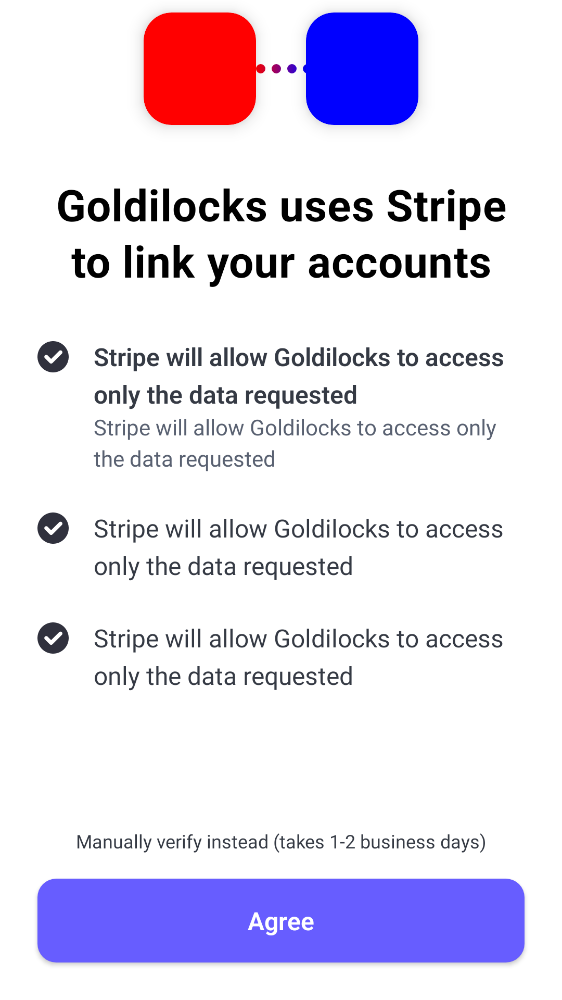 Goldilocks uses Stripe
to link your accounts
Stripe will allow Goldilocks to access
only the data requested
Stripe will allow Goldilocks to access only
the data requested
Stripe will allow Goldilocks to access
only the data requested
Stripe will allow Goldilocks to access
only the data requested
Manually verify instead (takes 1-2 business days)
Agree